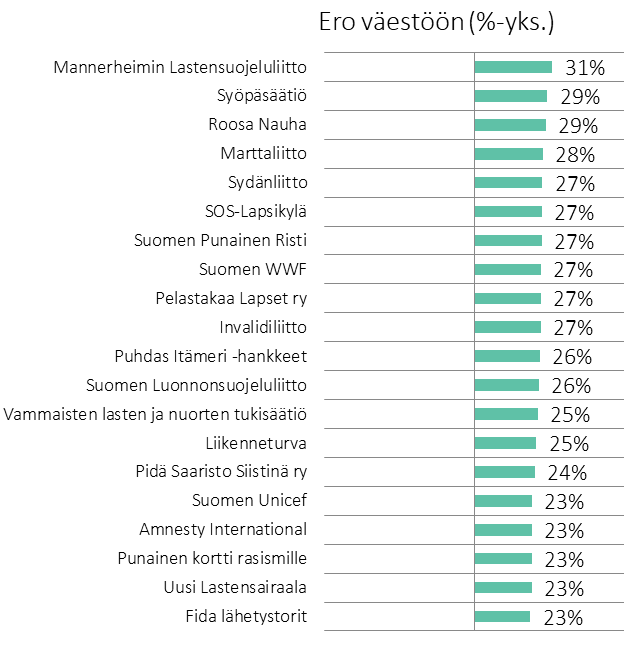 Ero väestöön (%-yks.)
Mannerheimin Lastensuojeluliitto 31%
Syöpäsäätiö 29%
Roosa Nauha 29%
Marttaliitto 28%
Sydänliitto 27%
SOS-Lapsikylä 27%
Suomen Punainen Risti 27%
Suomen WWF 27%
Pelastakaa Lapset ry 27%
Invalidiliitto 27%
Puhdas Itämeri -hankkeet 26%
Suomen Luonnonsuojeluliitto 26%
Vammaisten lasten ja nuorten tukisäätiö 25%
Liikenneturva 25%
Pidä Saaristo Siistinä ry 24%
Suomen Unicef 23%
Amnesty International 23%
Punainen kortti rasismille 23%
Uusi Lastensairaala 23%
Fida lähetystorit 23%